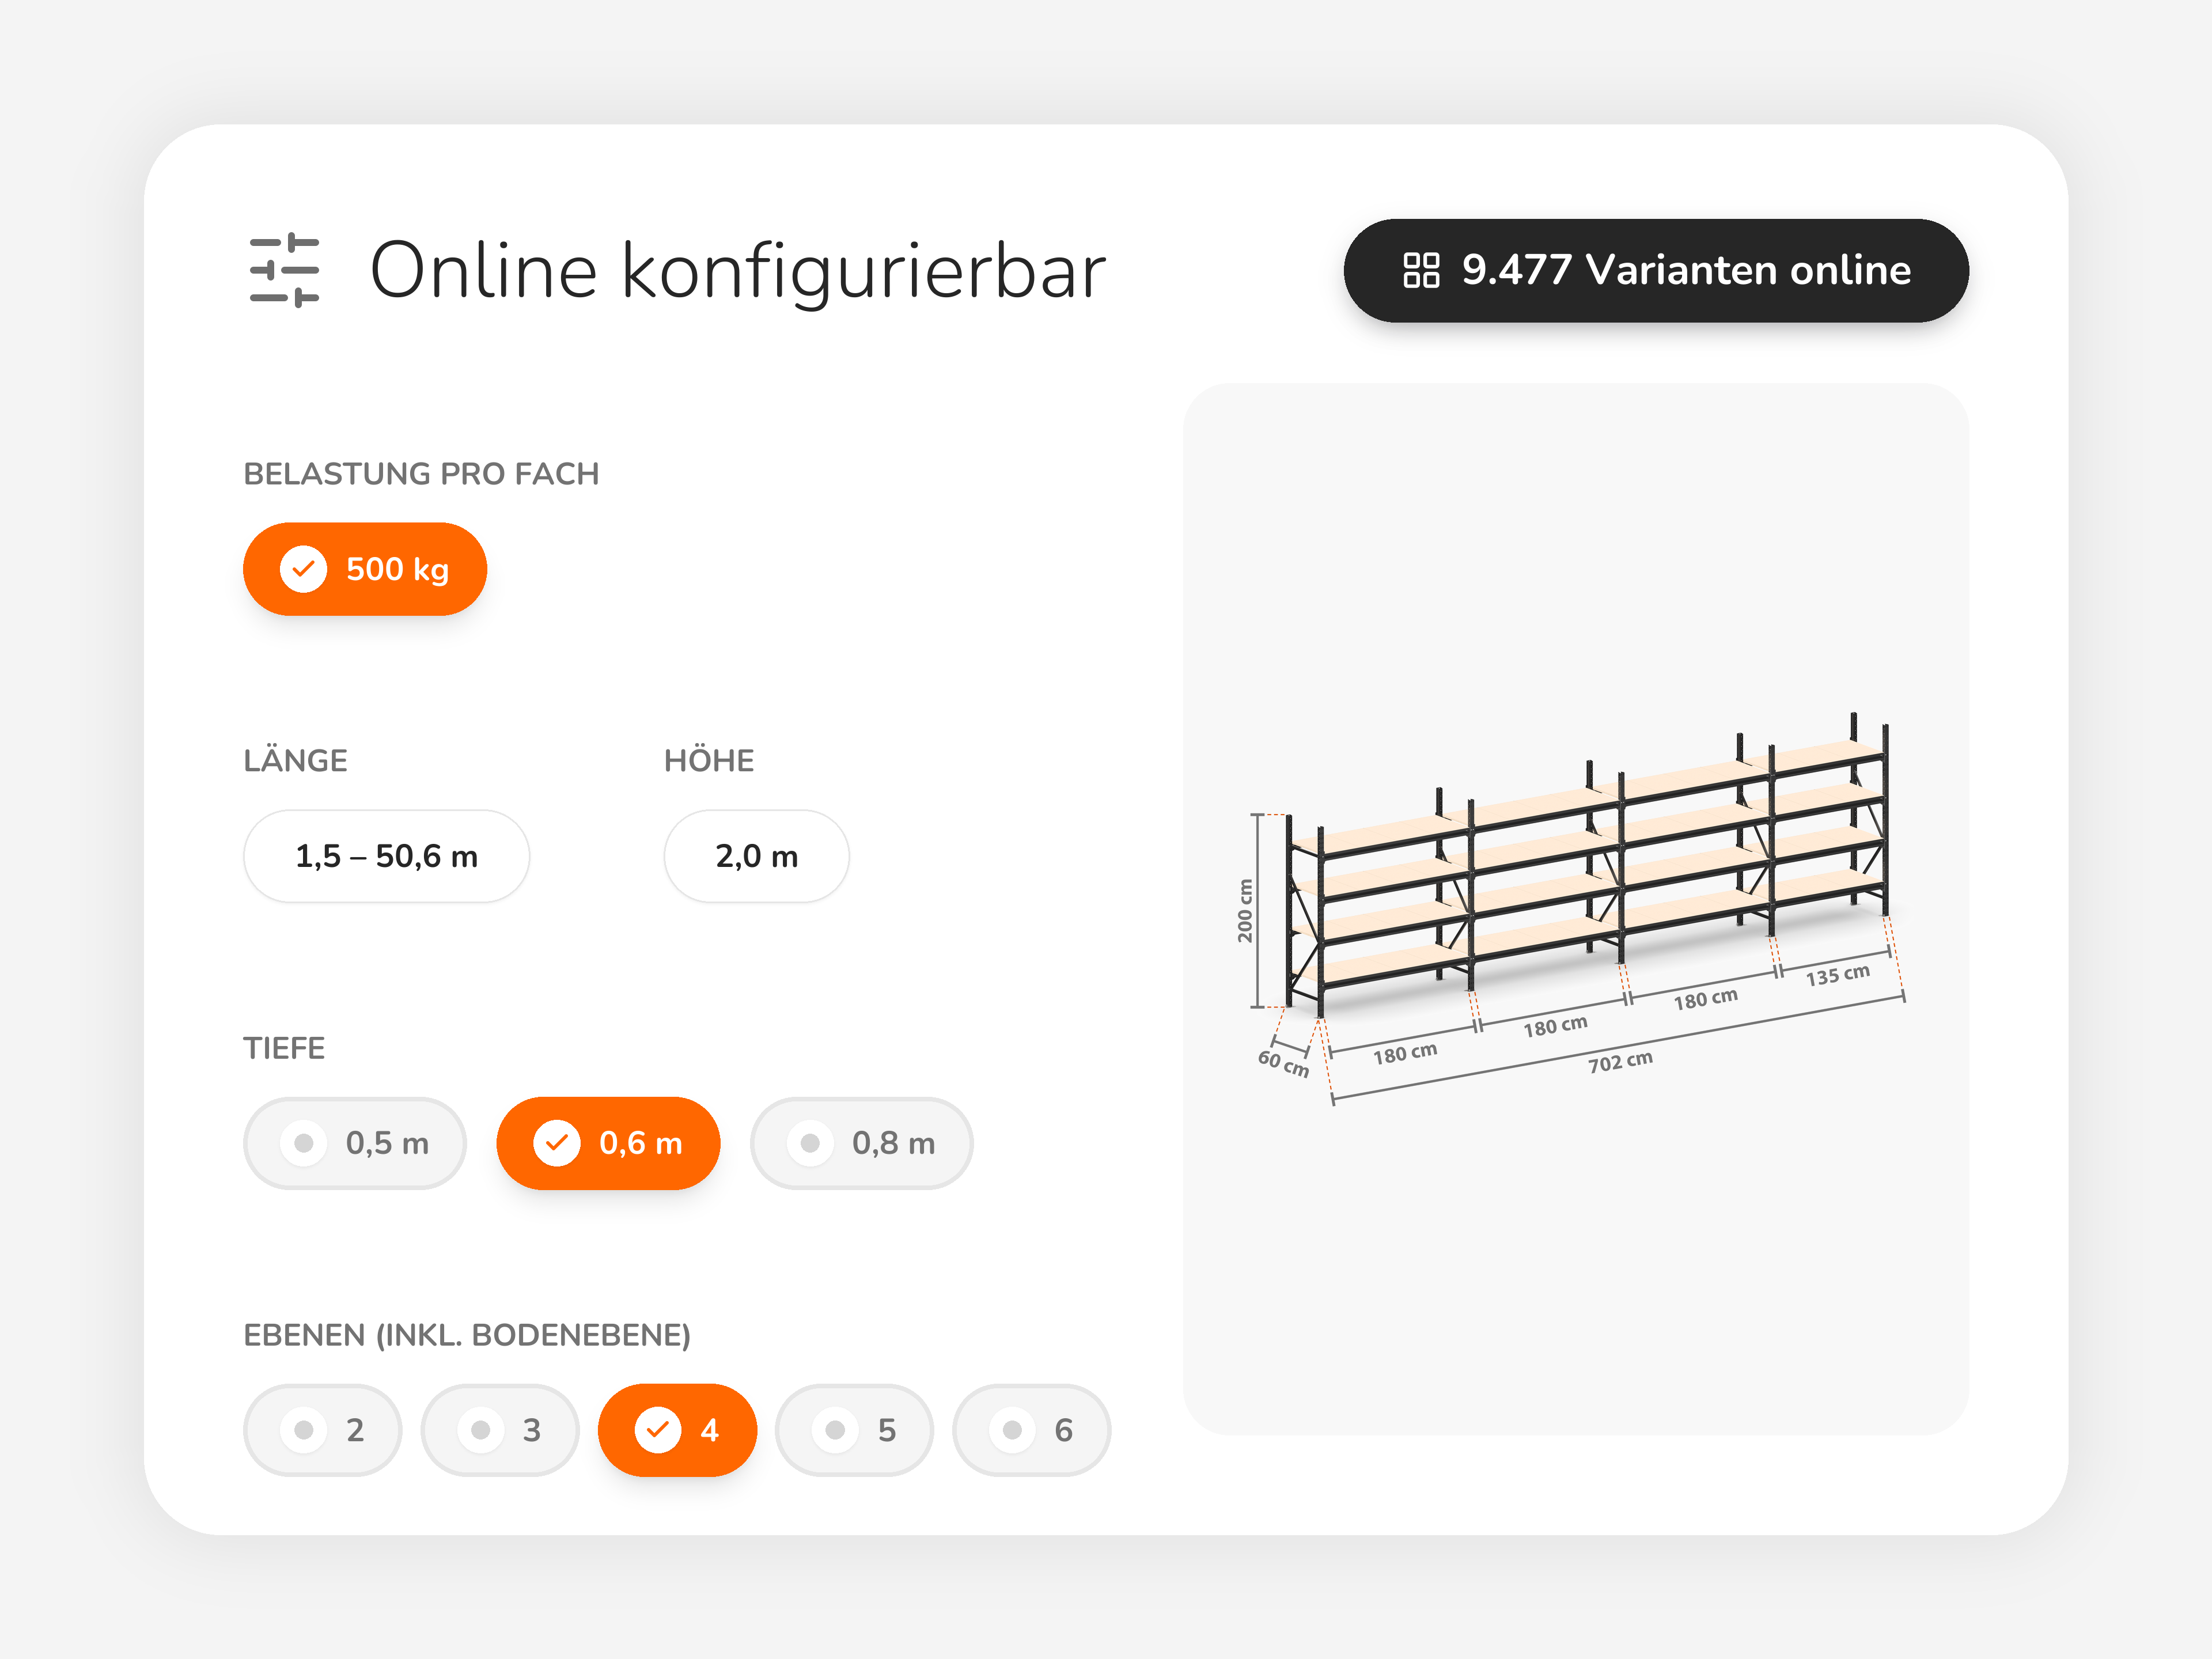 Online konfigurierbar
9.477 Varianten online
BELASTUNG PRO FACH
500 kg
LÄNGE
HÖHE
1,5 – 50,6 m
2,0 m
TIEFE
0,5 m
0,6 m
0,8 m
EBENEN (INKL. BODENEBENE)
2
3
4
5
6
200 cm
60 cm
180 cm
180 cm
180 cm
135 cm
702 cm